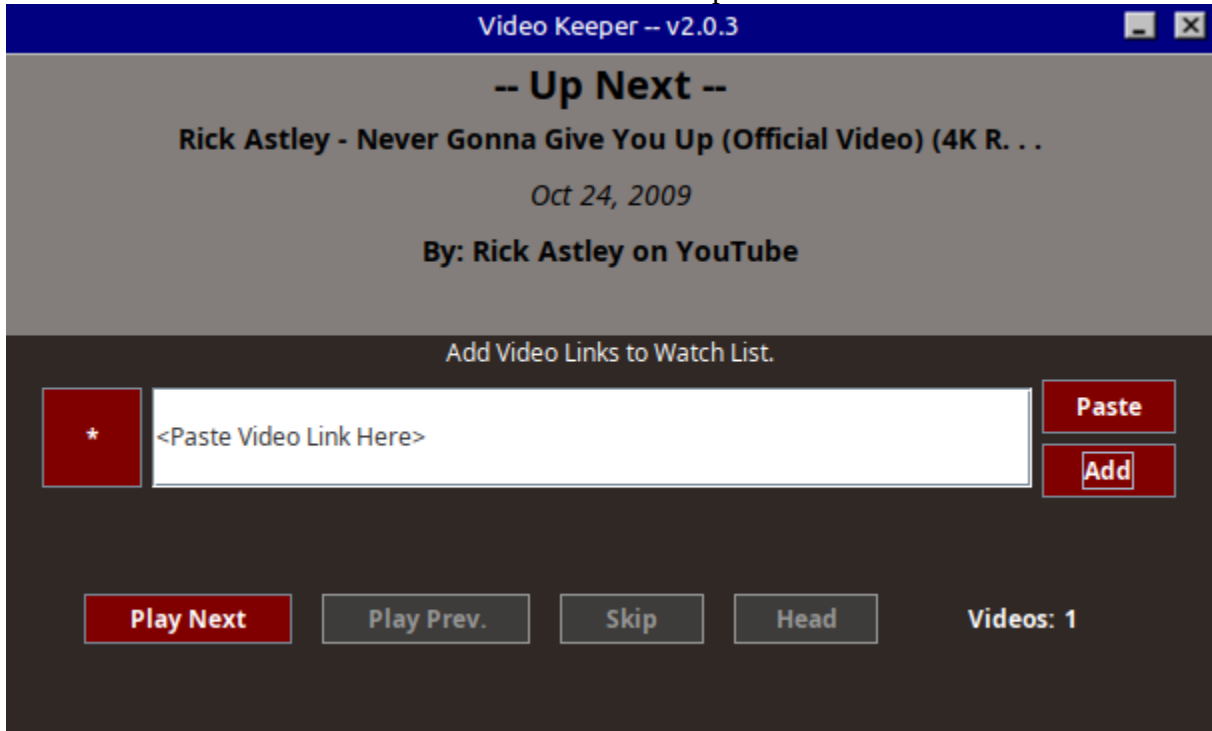 Video Keeper -- v2.0.3
-- Up Next --
Rick Astley - Never Gonna Give You Up (Official Video) (4K R. . .
Oct 24, 2009
By: Rick Astley on YouTube
Add Video Links to Watch List.
*
<Paste Video Link Here>
Paste
Add
Play Next
Play Prev.
Skip
Head
Videos: 1